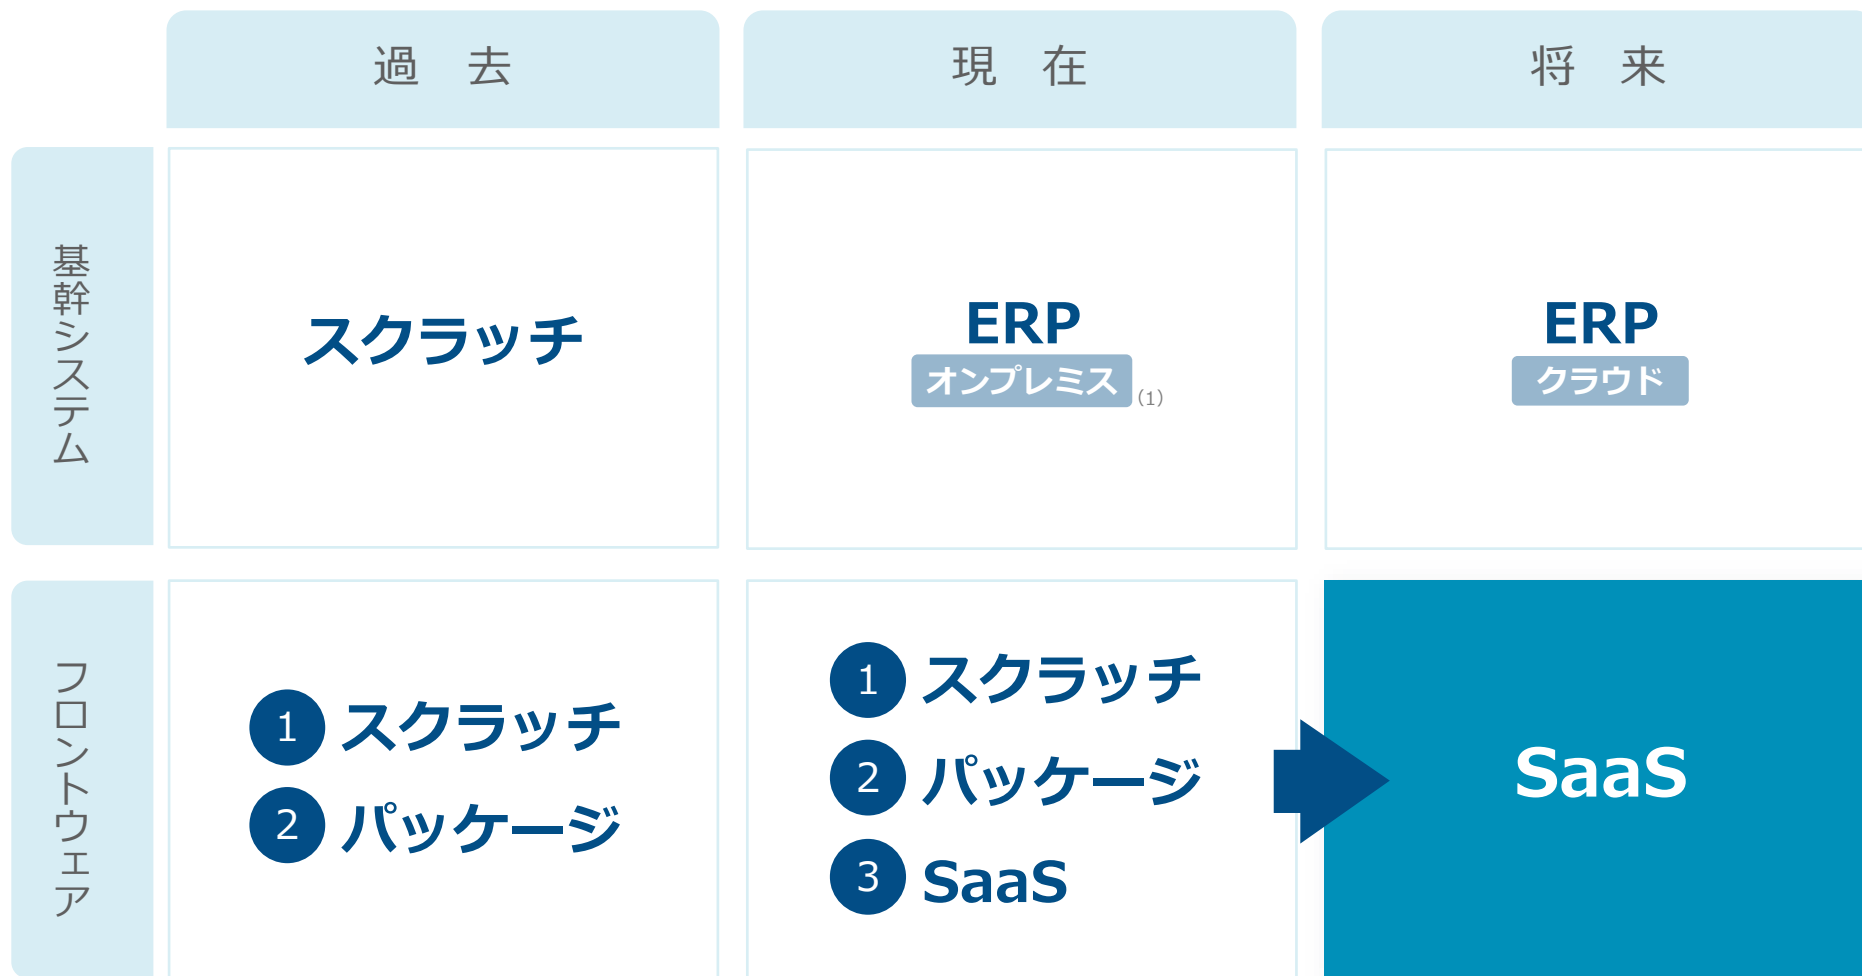 過 去
現 在
将 来
基幹システム
スクラッチ
ERP
オンプレミス (1)
ERP
クラウド
フロントウェア
1 スクラッチ
2 パッケージ
1 スクラッチ
2 パッケージ
3 SaaS
SaaS